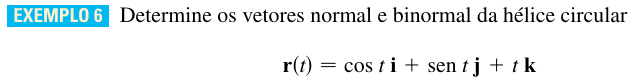 EXEMPLO 6 Determine os vetores normal e binormal da hélice circular
r(t) = cos t i + sen t j + t k